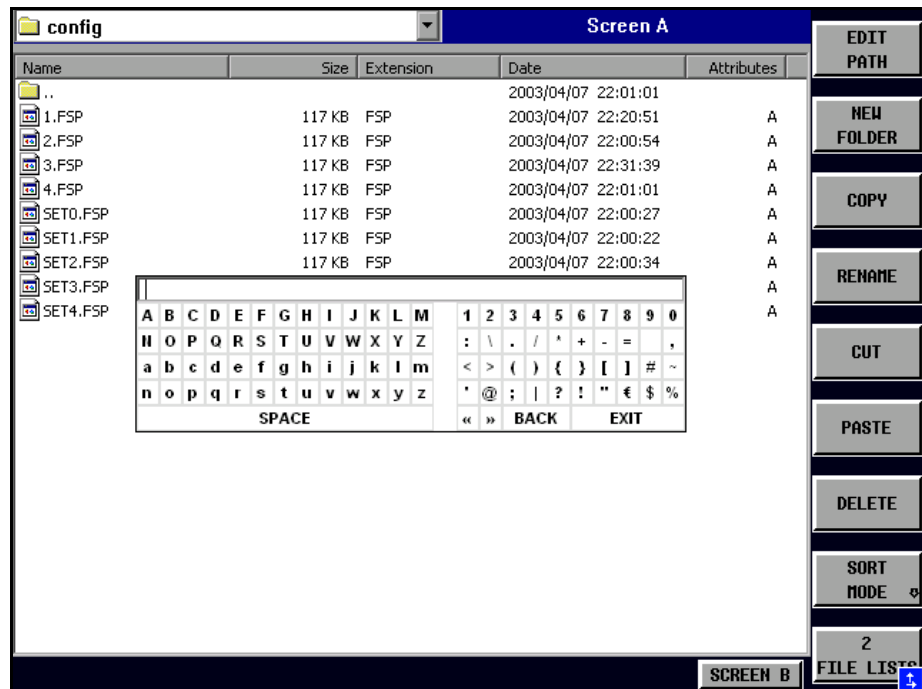 config
Screen A
Name Size Extension Date Attributes
.. 2003/04/07 22:01:01
1.FSP 117 KB FSP 2003/04/07 22:20:51 A
2.FSP 117 KB FSP 2003/04/07 22:00:54 A
3.FSP 117 KB FSP 2003/04/07 22:31:39 A
4.FSP 117 KB FSP 2003/04/07 22:01:01 A
SET0.FSP 117 KB FSP 2003/04/07 22:00:27 A
SET1.FSP 117 KB FSP 2003/04/07 22:00:22 A
SET2.FSP 117 KB FSP 2003/04/07 22:00:34 A
SET3.FSP A
SET4.FSP A
A B C D E F G H I J K L M 1 2 3 4 5 6 7 8 9 0
N O P Q R S T U V W X Y Z : \ . / * + - = ,
a b c d e f g h i j k l m < > ( ) { } [ ] # ~
n o p q r s t u v w x y z ' @ ; | ? ! " € $ %
SPACE « » BACK EXIT
EDIT
PATH
NEW
FOLDER
COPY
RENAME
CUT
PASTE
DELETE
SORT
MODE
2
FILE LISTS
SCREEN B